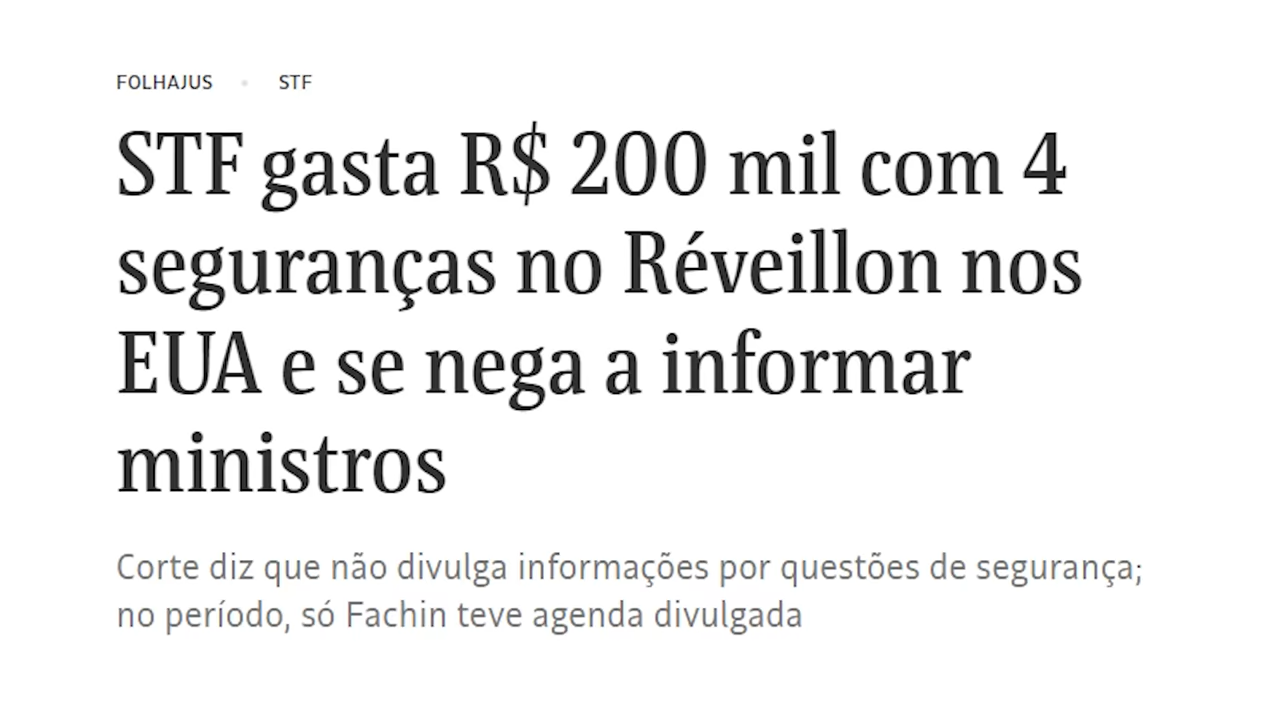 FOLHAJUS • STF
STF gasta R$ 200 mil com 4
seguranças no Réveillon nos
EUA e se nega a informar
ministros
Corte diz que não divulga informações por questões de segurança;
no período, só Fachin teve agenda divulgada